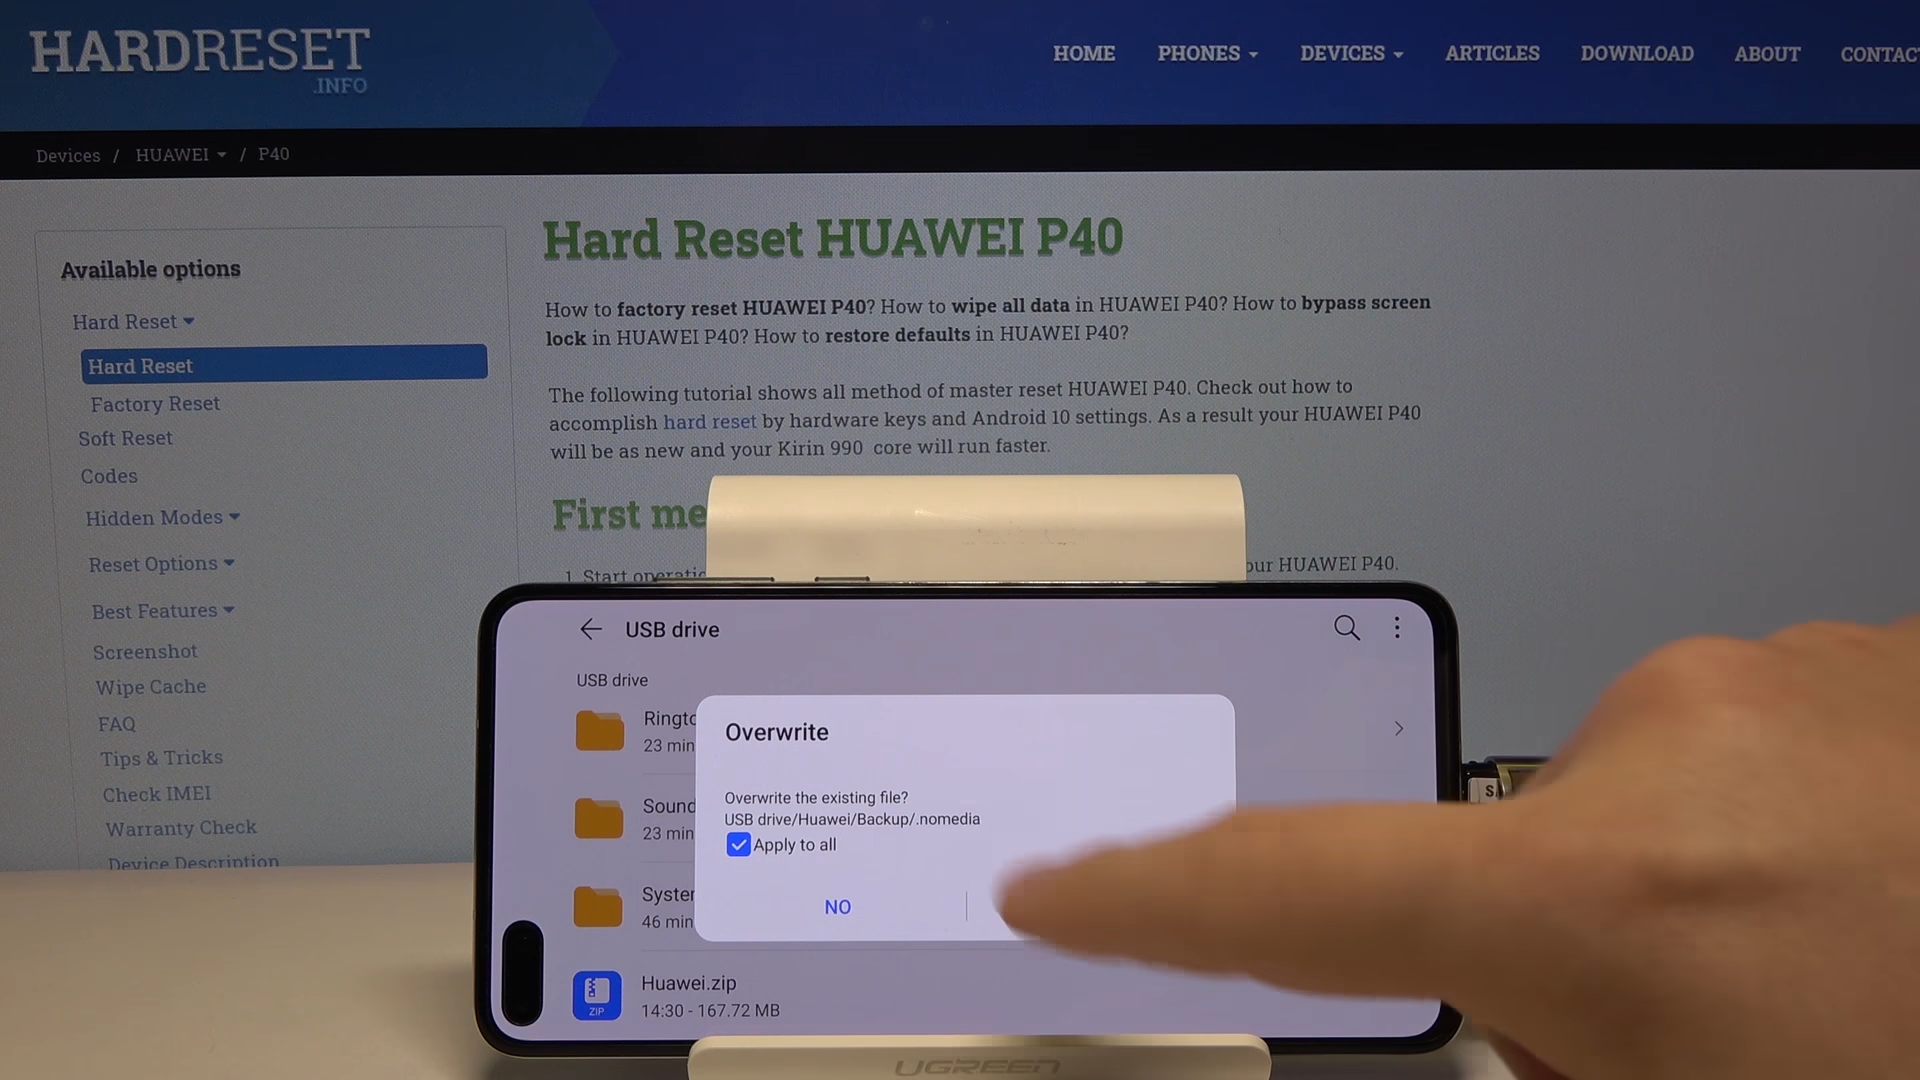 HARDRESET
.INFO
HOME PHONES DEVICES ARTICLES DOWNLOAD ABOUT CONTAC
Devices / HUAWEI / P40
Available options
Hard Reset
Hard Reset
Factory Reset
Soft Reset
Codes
Hidden Modes
Reset Options
Best Features
Screenshot
Wipe Cache
FAQ
Tips & Tricks
Check IMEI
Warranty Check
Device Description
Hard Reset HUAWEI P40
How to factory reset HUAWEI P40? How to wipe all data in HUAWEI P40? How to bypass screen
lock in HUAWEI P40? How to restore defaults in HUAWEI P40?
The following tutorial shows all method of master reset HUAWEI P40. Check out how to
accomplish hard reset by hardware keys and Android 10 settings. As a result your HUAWEI P40
will be as new and your Kirin 990 core will run faster.
First me
1. Start operatio our HUAWEI P40.
USB drive
USB drive
Ringto
23 min
Sound
23 min
System
46 min
Huawei.zip
14:30 - 167.72 MB
ZIP
Overwrite
Overwrite the existing file?
USB drive/Huawei/Backup/.nomedia
Apply to all
NO
UGREEN